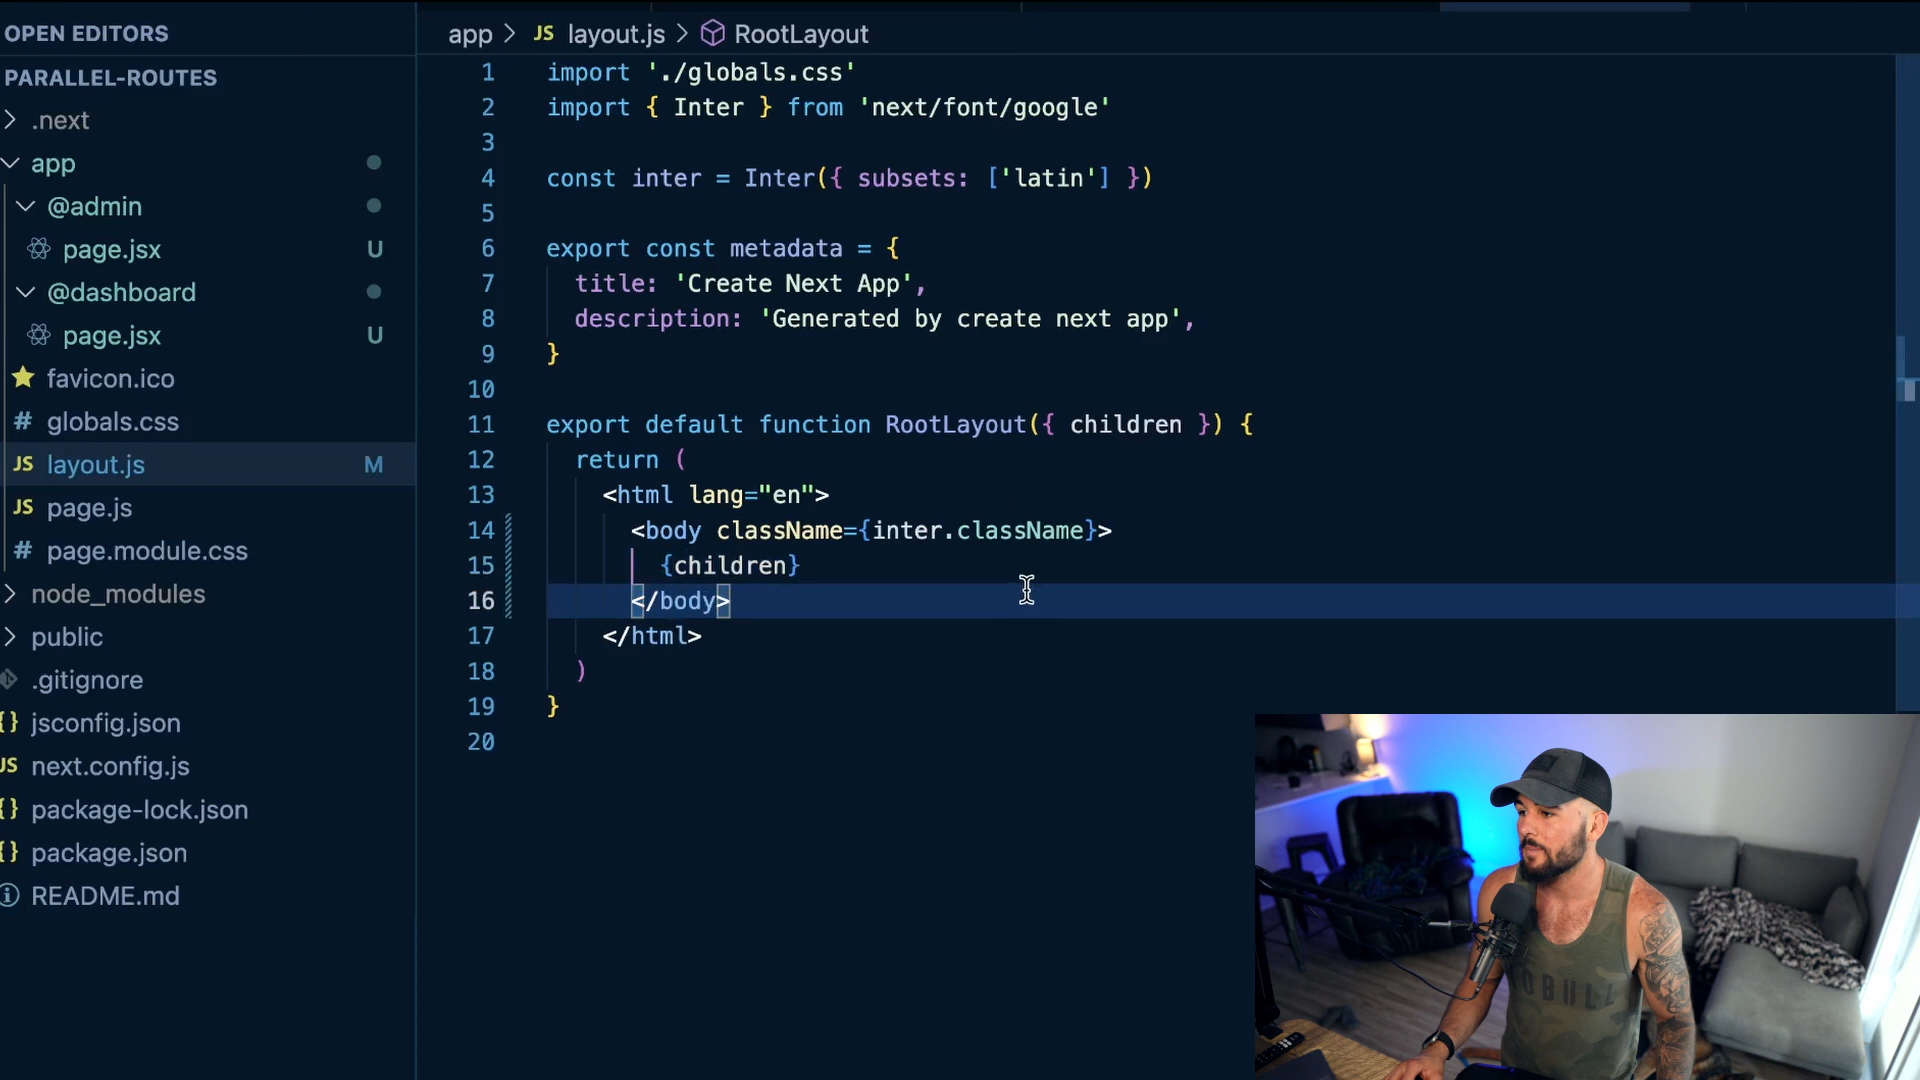 OPEN EDITORS
PARALLEL-ROUTES
.next
app
@admin
page.jsx U
@dashboard
page.jsx U
favicon.ico
# globals.css
JS layout.js M
JS page.js
# page.module.css
node_modules
public
.gitignore
{} jsconfig.json
JS next.config.js
{} package-lock.json
{} package.json
README.md
app > JS layout.js > RootLayout
1 import './globals.css'
2 import { Inter } from 'next/font/google'
3
4 const inter = Inter({ subsets: ['latin'] })
5
6 export const metadata = {
7 title: 'Create Next App',
8 description: 'Generated by create next app',
9 }
10
11 export default function RootLayout({ children }) {
12 return (
13 <html lang="en">
14 <body className={inter.className}>
15 {children}
16 </body>
17 </html>
18 )
19 }
20
NOBULL